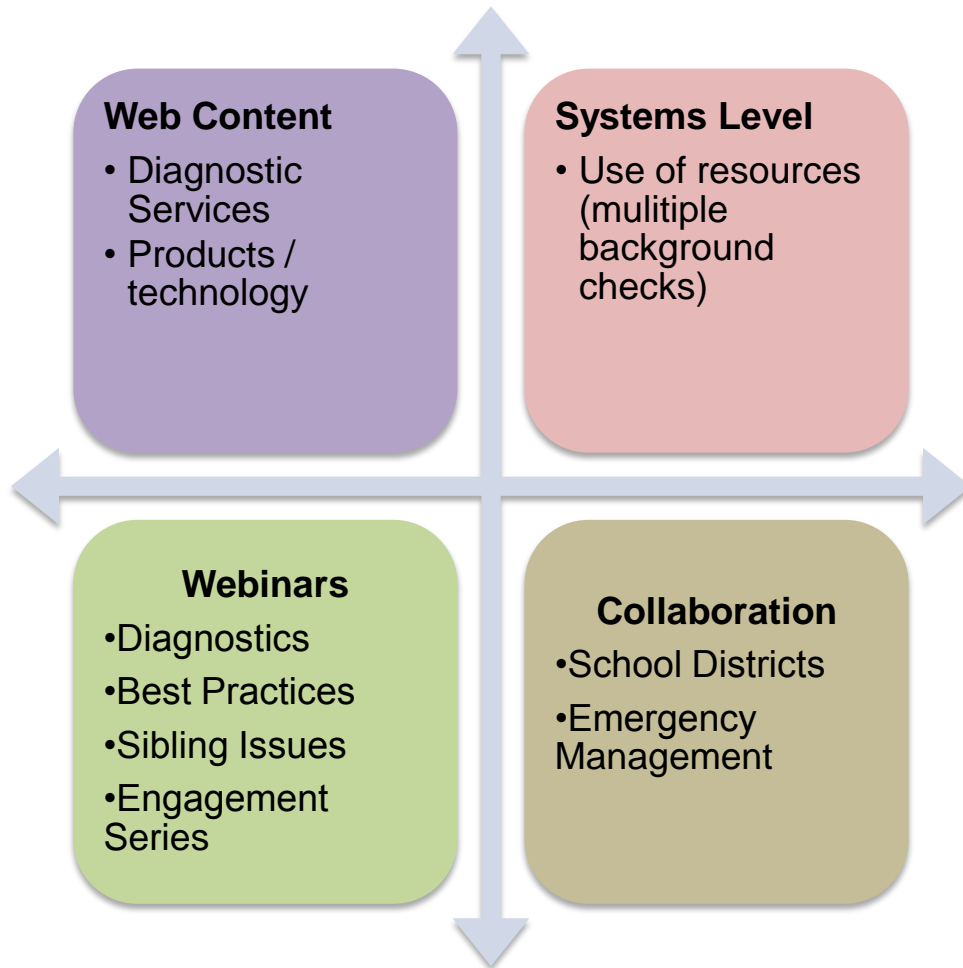 Web Content
• Diagnostic
Services
• Products /
technology
Systems Level
• Use of resources
(mulitiple
background
checks)
Webinars
•Diagnostics
•Best Practices
•Sibling Issues
•Engagement
Series
Collaboration
•School Districts
•Emergency
Management